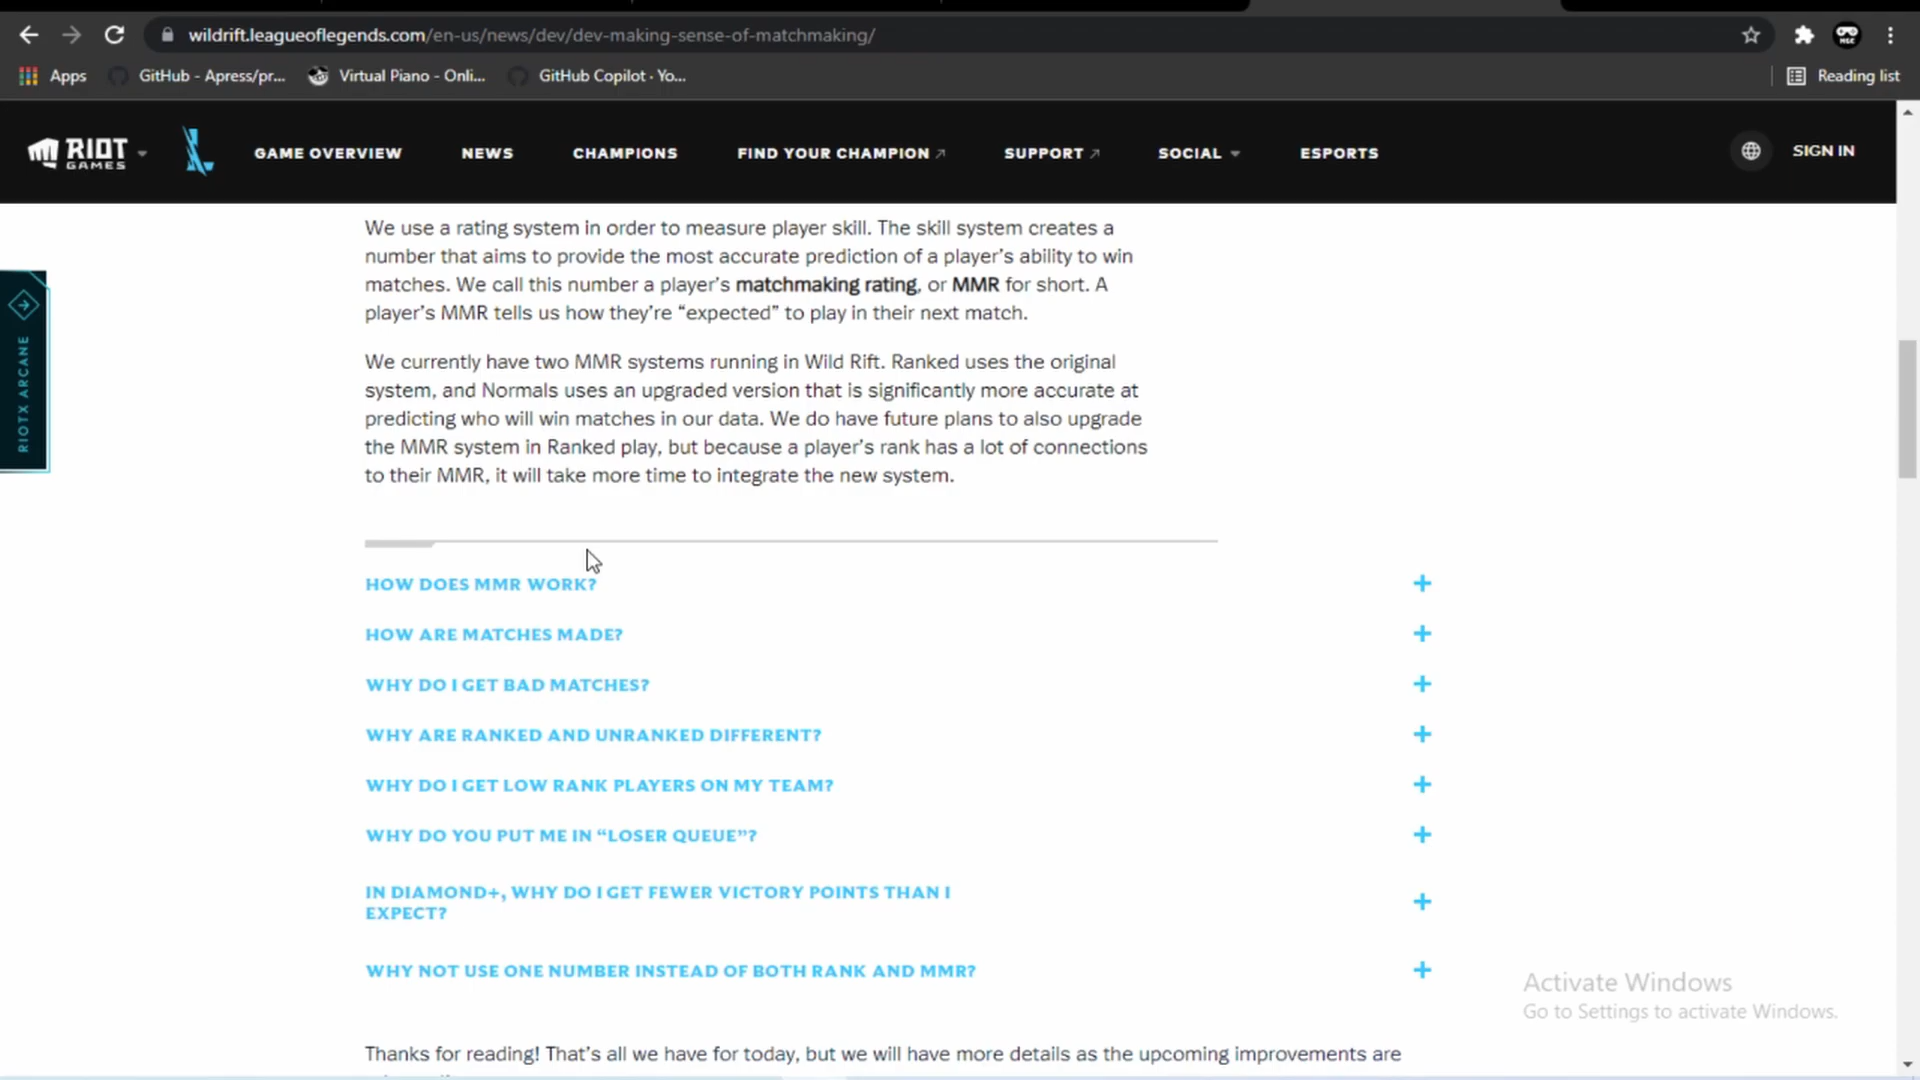 wildrift.leagueoflegends.com/en-us/news/dev/dev-making-sense-of-matchmaking/
Apps GitHub - Apress/pr... Virtual Piano - Onli... GitHub Copilot · Yo... Reading list
RIOT GAMES GAME OVERVIEW NEWS CHAMPIONS FIND YOUR CHAMPION SUPPORT SOCIAL ESPORTS SIGN IN
We use a rating system in order to measure player skill. The skill system creates a
number that aims to provide the most accurate prediction of a player's ability to win
matches. We call this number a player's matchmaking rating, or MMR for short. A
player's MMR tells us how they're “expected” to play in their next match.
RIOTX ARCANE
We currently have two MMR systems running in Wild Rift. Ranked uses the original
system, and Normals uses an upgraded version that is significantly more accurate at
predicting who will win matches in our data. We do have future plans to also upgrade
the MMR system in Ranked play, but because a player's rank has a lot of connections
to their MMR, it will take more time to integrate the new system.
HOW DOES MMR WORK?
HOW ARE MATCHES MADE?
WHY DO I GET BAD MATCHES?
WHY ARE RANKED AND UNRANKED DIFFERENT?
WHY DO I GET LOW RANK PLAYERS ON MY TEAM?
WHY DO YOU PUT ME IN “LOSER QUEUE”?
IN DIAMOND+, WHY DO I GET FEWER VICTORY POINTS THAN I
EXPECT?
WHY NOT USE ONE NUMBER INSTEAD OF BOTH RANK AND MMR?
Activate Windows
Go to Settings to activate Windows.
Thanks for reading! That's all we have for today, but we will have more details as the upcoming improvements are